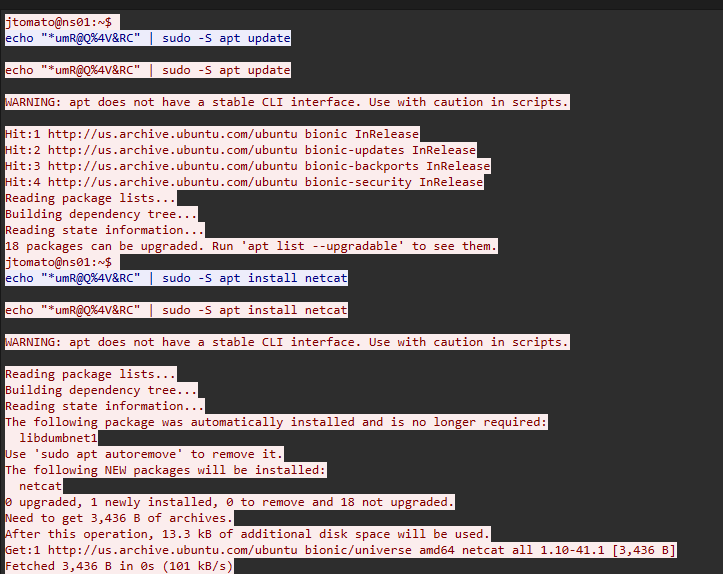 jtomato@ns01:~$
echo "*umR@Q%4V&RC" | sudo -S apt update
echo "*umR@Q%4V&RC" | sudo -S apt update
WARNING: apt does not have a stable CLI interface. Use with caution in scripts.
Hit:1 http://us.archive.ubuntu.com/ubuntu bionic InRelease
Hit:2 http://us.archive.ubuntu.com/ubuntu bionic-updates InRelease
Hit:3 http://us.archive.ubuntu.com/ubuntu bionic-backports InRelease
Hit:4 http://us.archive.ubuntu.com/ubuntu bionic-security InRelease
Reading package lists...
Building dependency tree...
Reading state information...
18 packages can be upgraded. Run 'apt list --upgradable' to see them.
jtomato@ns01:~$
echo "*umR@Q%4V&RC" | sudo -S apt install netcat
echo "*umR@Q%4V&RC" | sudo -S apt install netcat
WARNING: apt does not have a stable CLI interface. Use with caution in scripts.
Reading package lists...
Building dependency tree...
Reading state information...
The following package was automatically installed and is no longer required:
  libdumbnet1
Use 'sudo apt autoremove' to remove it.
The following NEW packages will be installed:
  netcat
0 upgraded, 1 newly installed, 0 to remove and 18 not upgraded.
Need to get 3,436 B of archives.
After this operation, 13.3 kB of additional disk space will be used.
Get:1 http://us.archive.ubuntu.com/ubuntu bionic/universe amd64 netcat all 1.10-41.1 [3,436 B]
Fetched 3,436 B in 0s (101 kB/s)